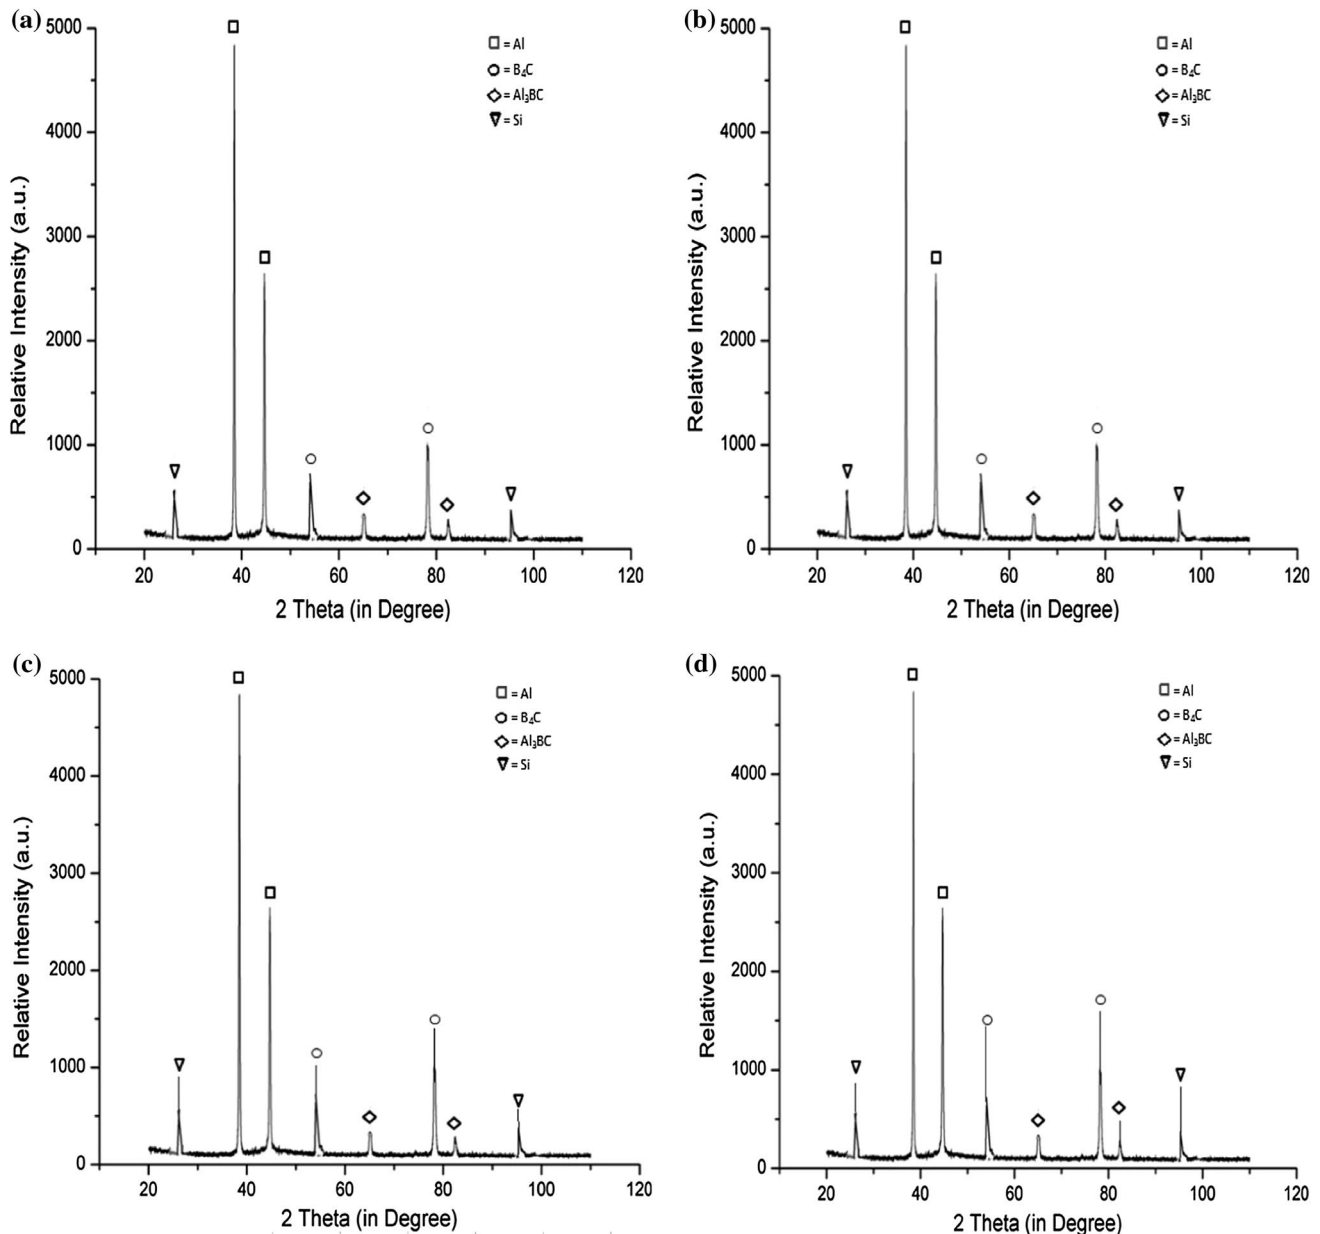 (a)
5000
4000
3000
2000
1000
0
Relative Intensity (a.u.)
= Al
= B₄C
= Al₃BC
= Si
20 40 60 80 100 120
2 Theta (in Degree)
(b)
5000
4000
3000
2000
1000
0
Relative Intensity (a.u.)
= Al
= B₄C
= Al₃BC
= Si
20 40 60 80 100 120
2 Theta (in Degree)
(c)
5000
4000
3000
2000
1000
0
Relative Intensity (a.u.)
= Al
= B₄C
= Al₃BC
= Si
20 40 60 80 100 120
2 Theta (in Degree)
(d)
5000
4000
3000
2000
1000
0
Relative Intensity (a.u.)
= Al
= B₄C
= Al₃BC
= Si
20 40 60 80 100 120
2 Theta (in Degree)